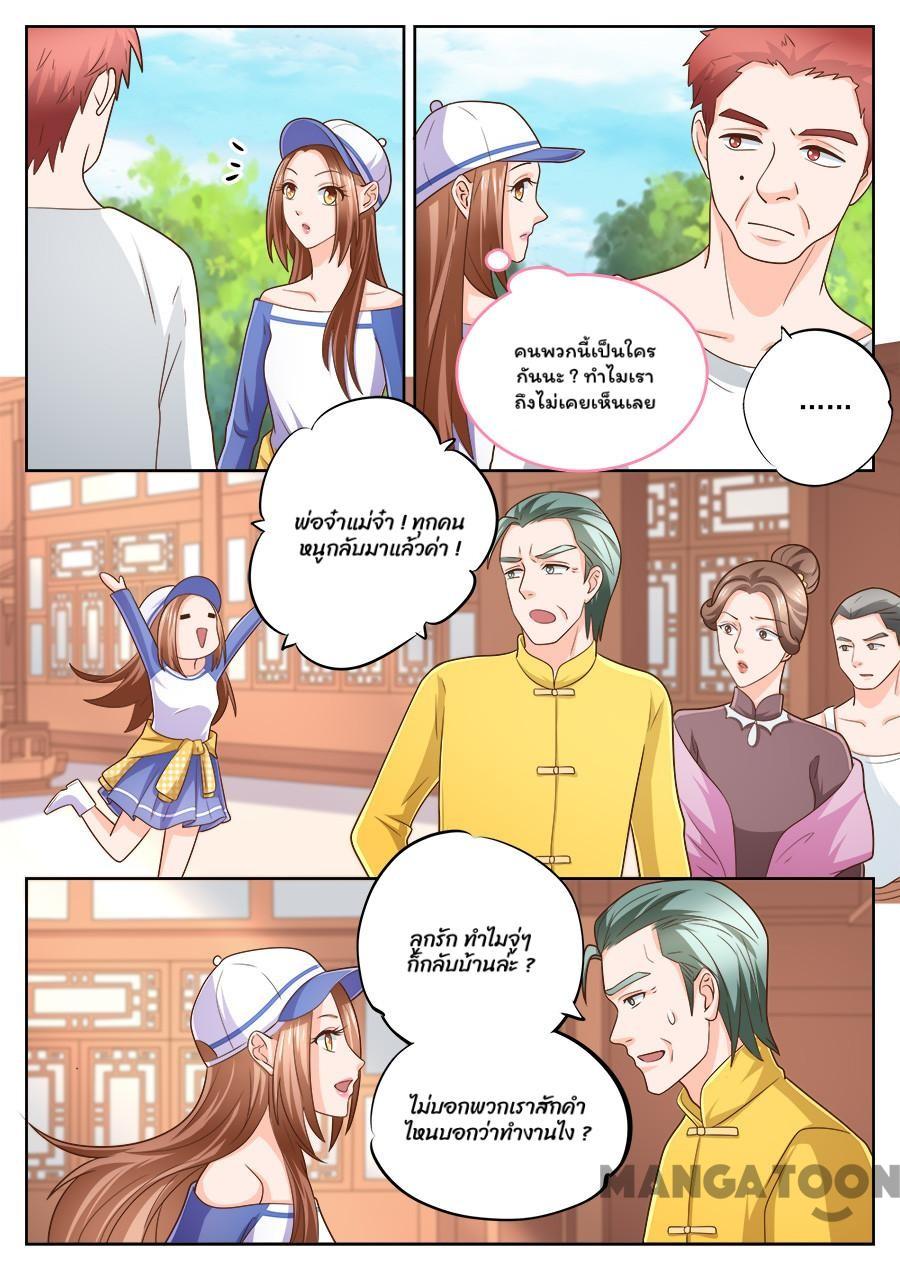 คนพวกนี้เป็นใคร
กันนะ ? ทำไมเรา
ถึงไม่เคยเห็นเลย
......
พ่อจ๋าแม่จ๋า ! ทุกคน
หนูกลับมาแล้วค่า !
ลูกรัก ทำไมจู่ๆ
ก็กลับบ้านล่ะ ?
ไม่บอกพวกเราสักคำ
ไหนบอกว่าทำงานไง ?
MANGATOON